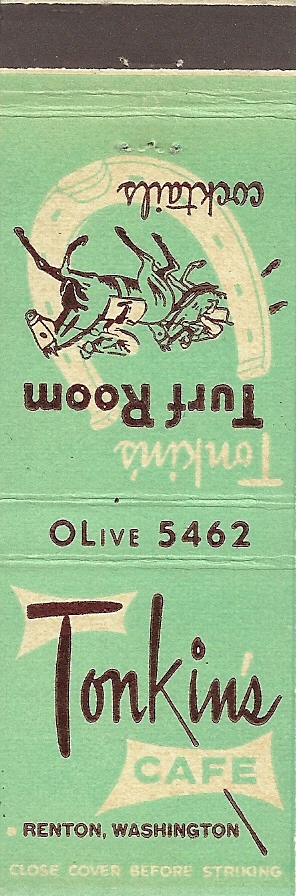 Tonkin's
Turf Room
cocktails
OLIVE 5462
Tonkin's
CAFE
RENTON, WASHINGTON
CLOSE COVER BEFORE STRIKING